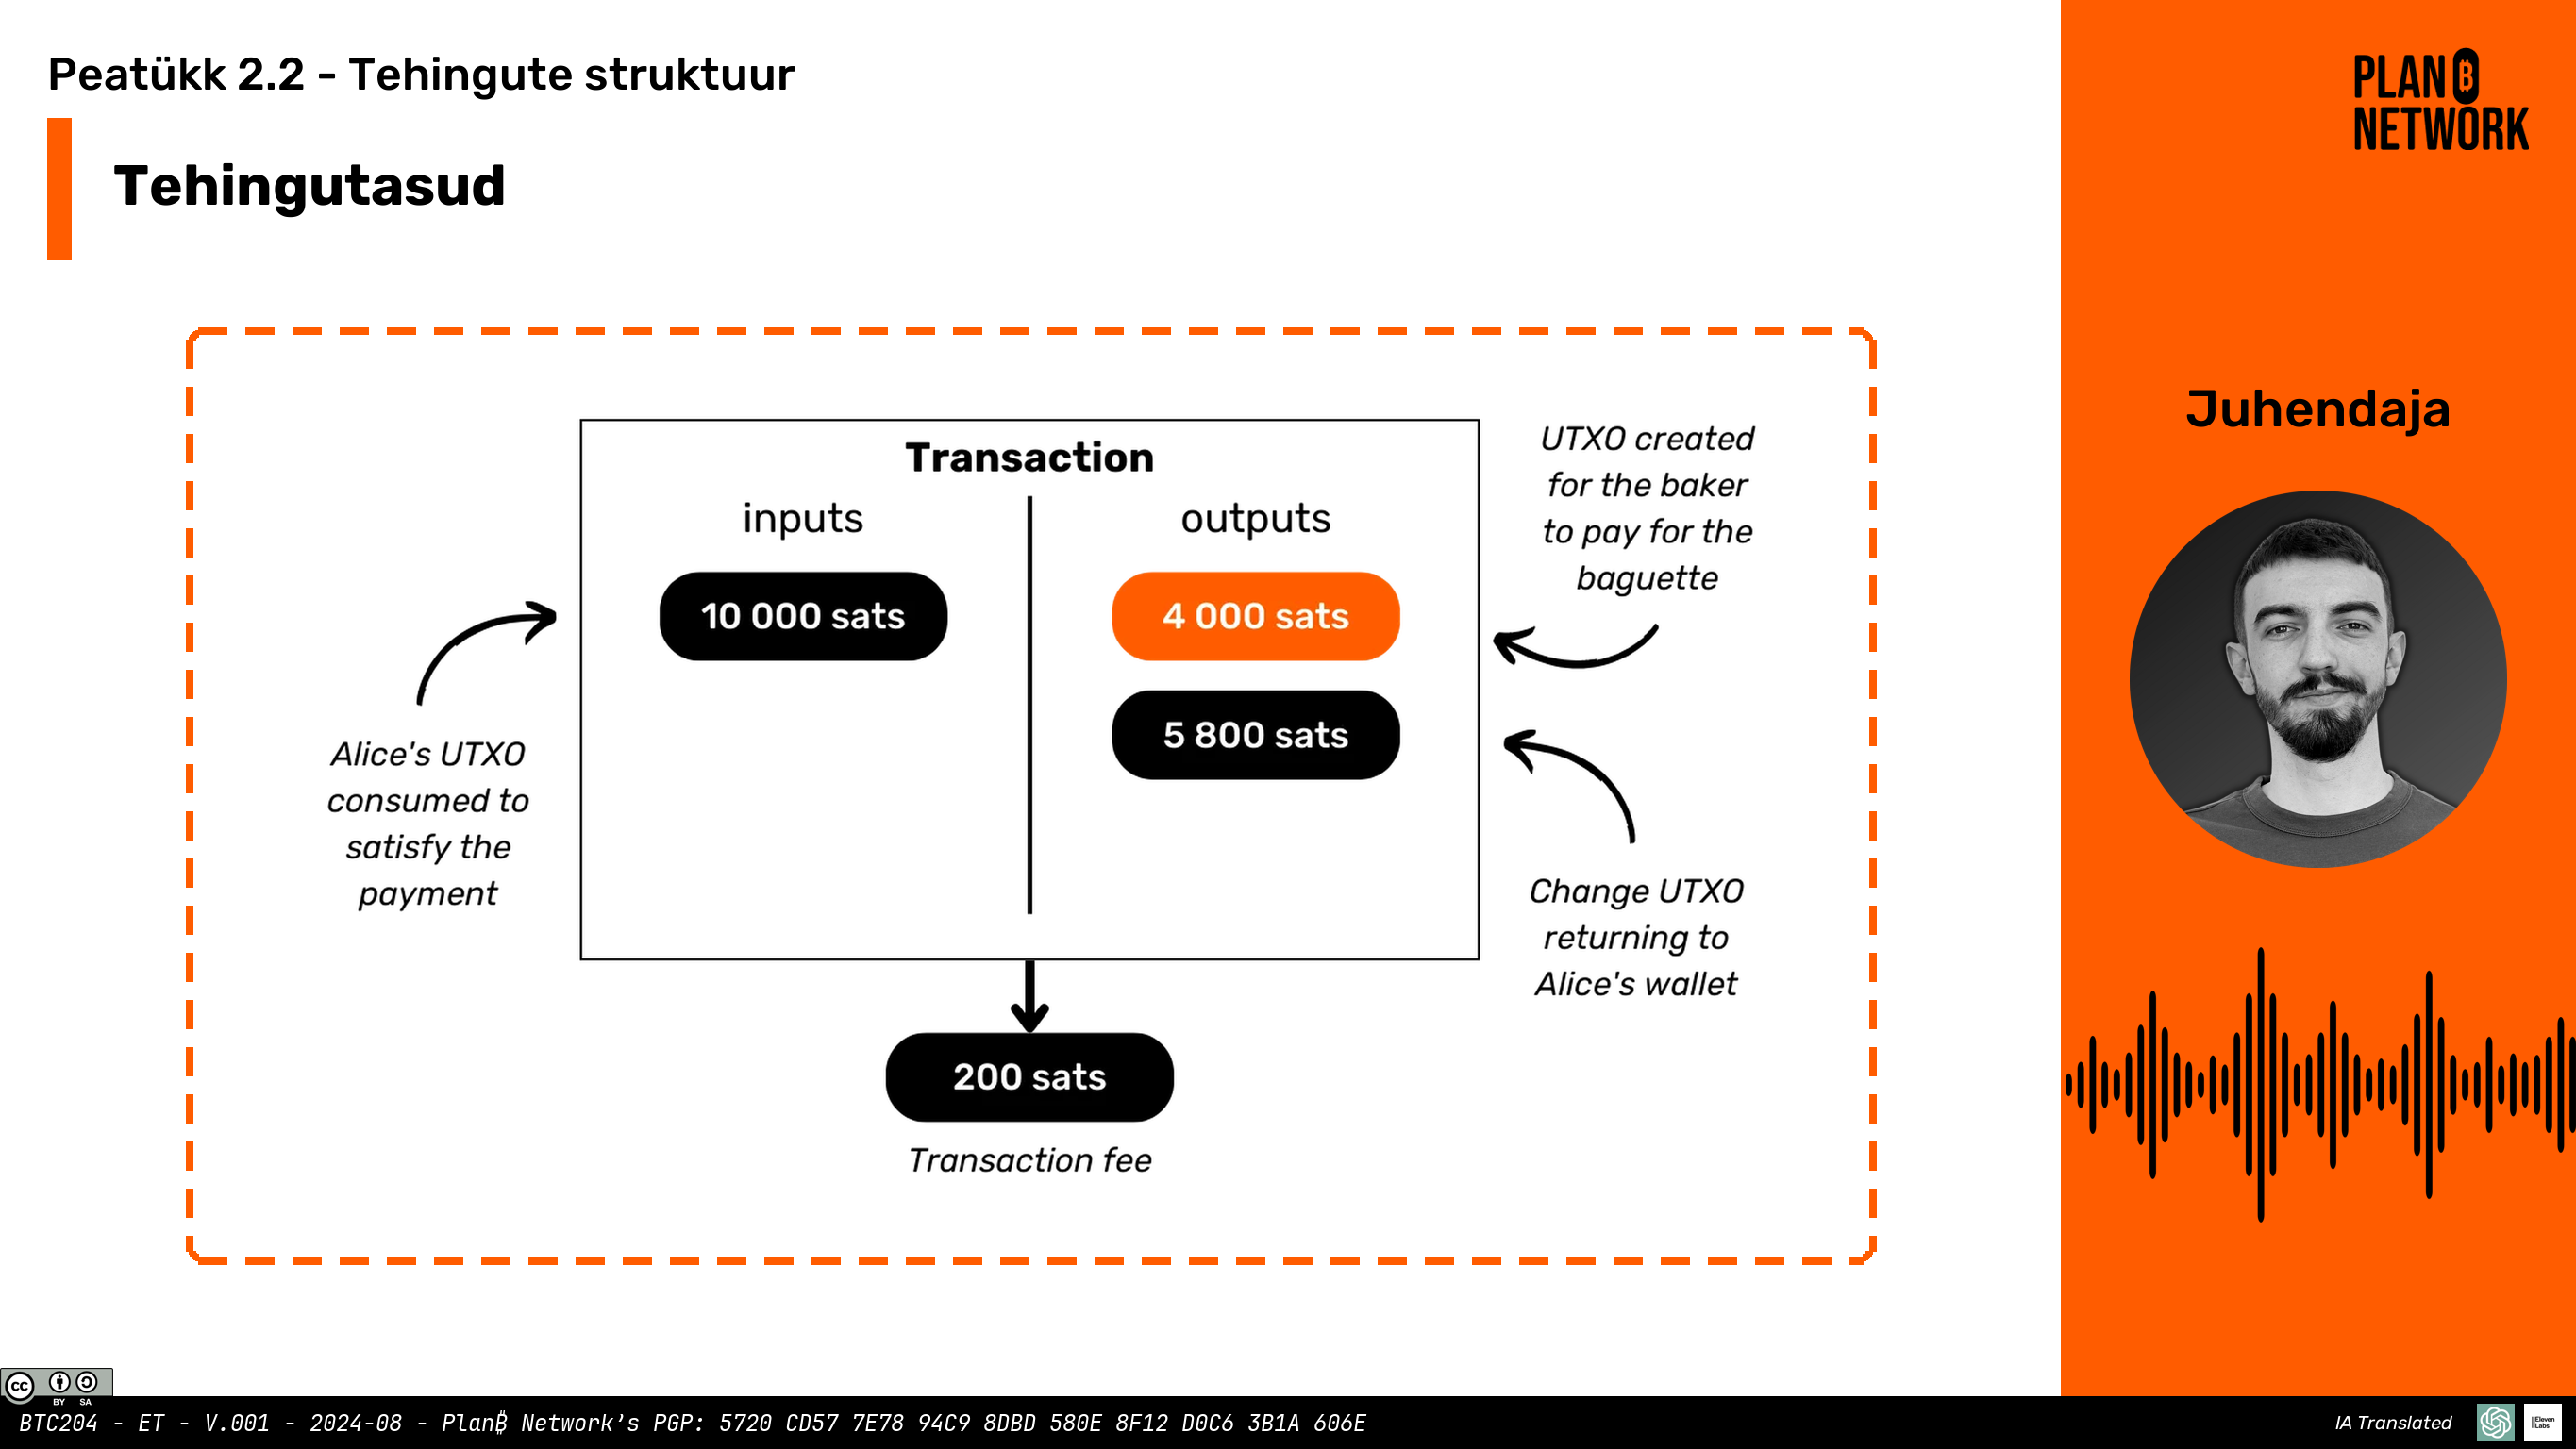 Peatükk 2.2 - Tehingute struktuur
Tehingutasud
PLAN ₿
NETWORK
Juhendaja
Transaction
inputs
outputs
10 000 sats
4 000 sats
5 800 sats
Alice's UTXO
consumed to
satisfy the
payment
UTXO created
for the baker
to pay for the
baguette
Change UTXO
returning to
Alice's wallet
200 sats
Transaction fee
cc
BY SA
BTC204 - ET - V.001 - 2024-08 - Plan₿ Network’s PGP: 5720 CD57 7E78 94C9 8DBD 580E 8F12 D0C6 3B1A 606E
IA Translated
IIElevenLabs